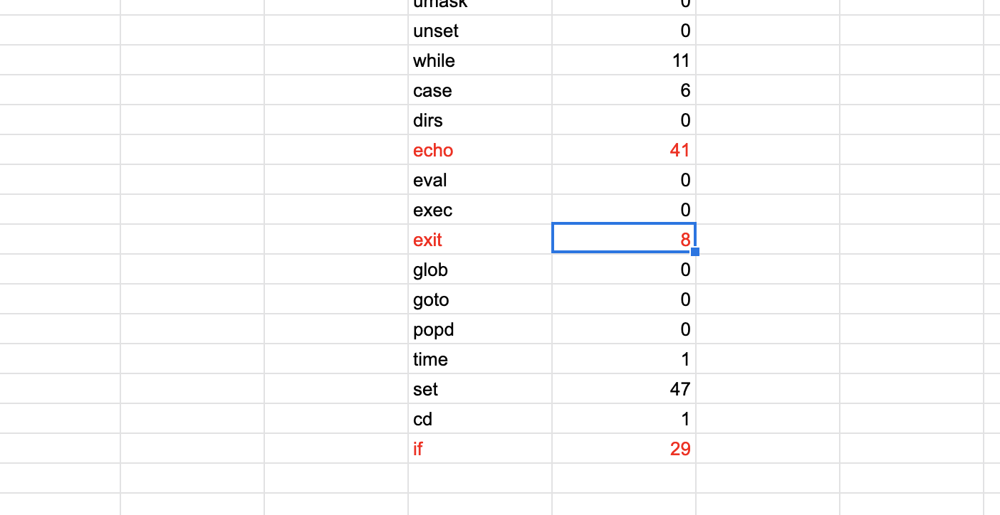 umask 0
unset 0
while 11
case 6
dirs 0
echo 41
eval 0
exec 0
exit 8
glob 0
goto 0
popd 0
time 1
set 47
cd 1
if 29